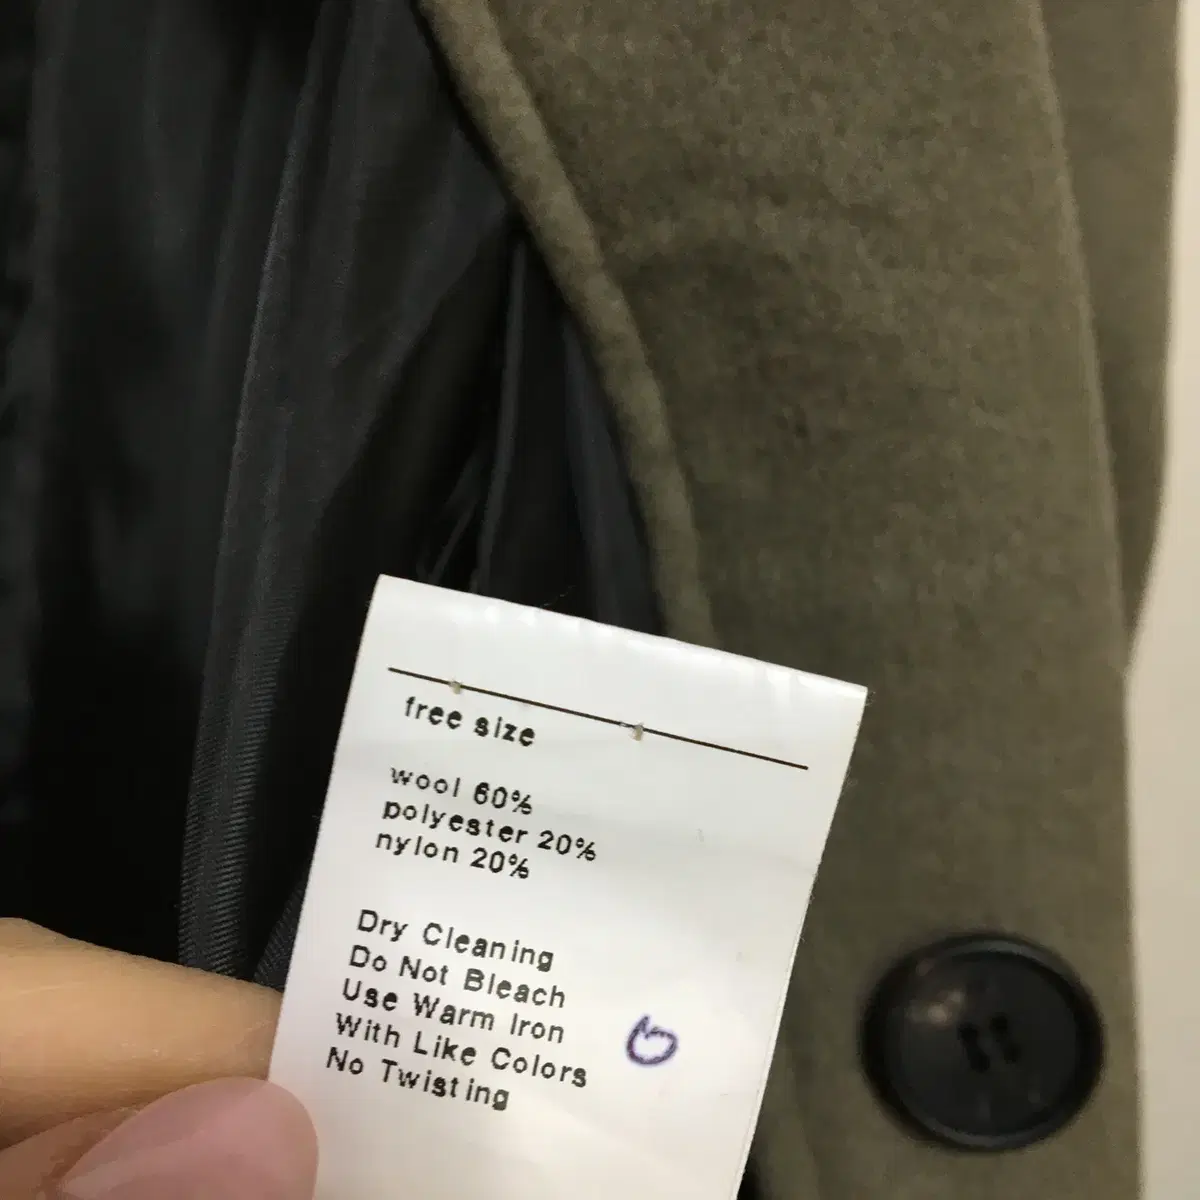 free size
wool 60%
polyester 20%
nylon 20%
Dry Cleaning
Do Not Bleach
Use Warm Iron
With Like Colors
No Twisting